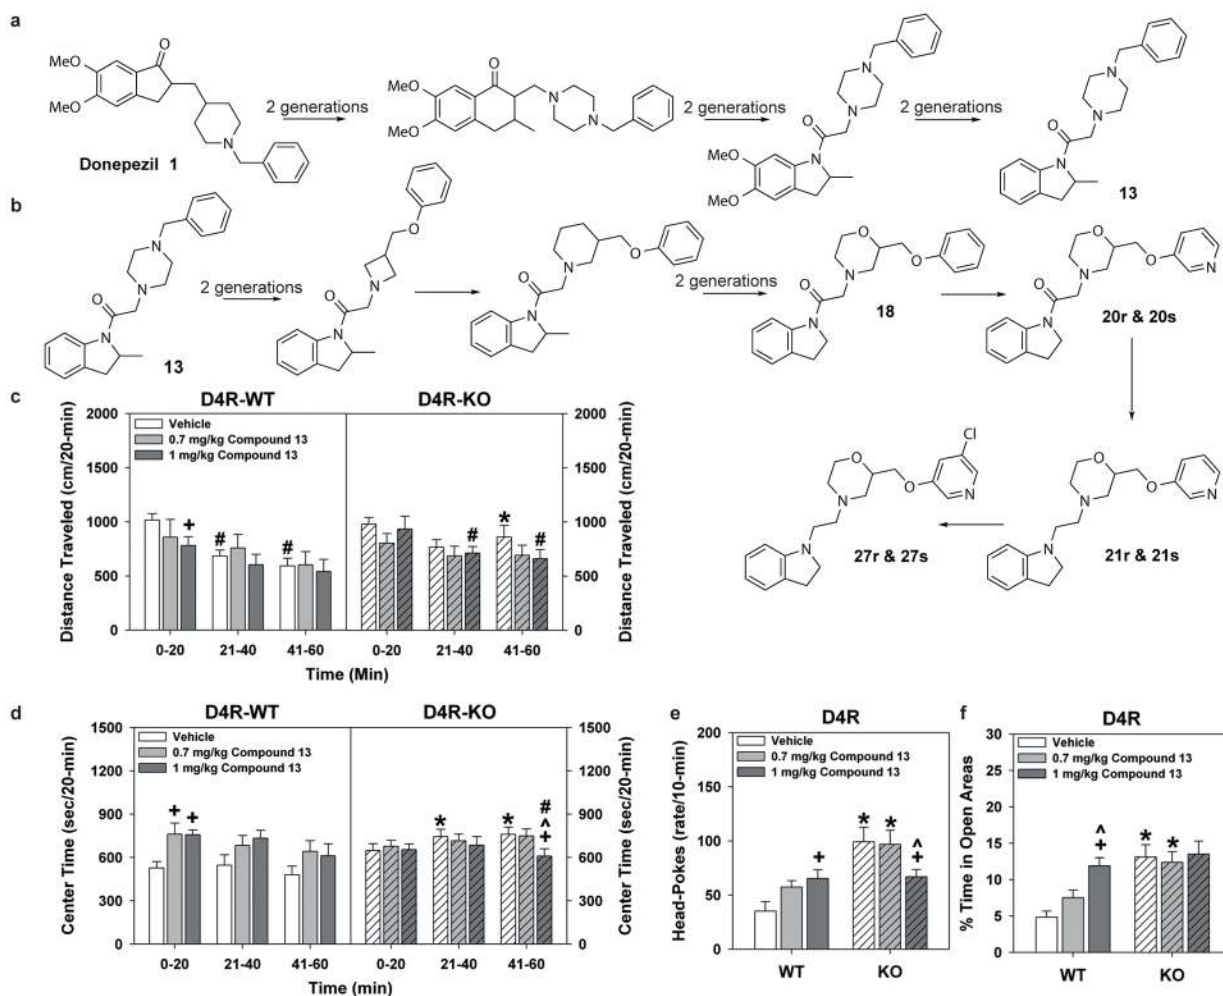 a
O
MeO
MeO
N
Donepezil 1
2 generations
O
MeO
MeO
N
N
2 generations
N
N
O
N
MeO
MeO
2 generations
N
N
O
N
13
b
N
N
O
N
13
2 generations
O
N
O
N
O
N
O
N
2 generations
O
O
N
O
N
18
O
O
N
N
O
N
20r & 20s
O
O
N
N
N
21r & 21s
Cl
O
O
N
N
N
27r & 27s
c
D4R-WT
D4R-KO
Distance Traveled (cm/20-min)
2000
1500
1000
500
0
Vehicle
0.7 mg/kg Compound 13
1 mg/kg Compound 13
+
#
#
#
*
#
2000
1500
1000
500
0
Distance Traveled (cm/20-min)
0-20
21-40
41-60
0-20
21-40
41-60
Time (Min)
d
D4R-WT
D4R-KO
Center Time (sec/20-min)
1500
1200
900
600
300
0
Vehicle
0.7 mg/kg Compound 13
1 mg/kg Compound 13
+
+
*
*
#
^
+
1500
1200
900
600
300
0
Center Time (sec/20-min)
0-20
21-40
41-60
0-20
21-40
41-60
Time (min)
e
D4R
Head-Pokes (rate/10-min)
200
150
100
50
0
Vehicle
0.7 mg/kg Compound 13
1 mg/kg Compound 13
+
*
*
^
+
WT
KO
f
D4R
% Time in Open Areas
30
25
20
15
10
5
0
Vehicle
0.7 mg/kg Compound 13
1 mg/kg Compound 13
^
+
*
*
WT
KO